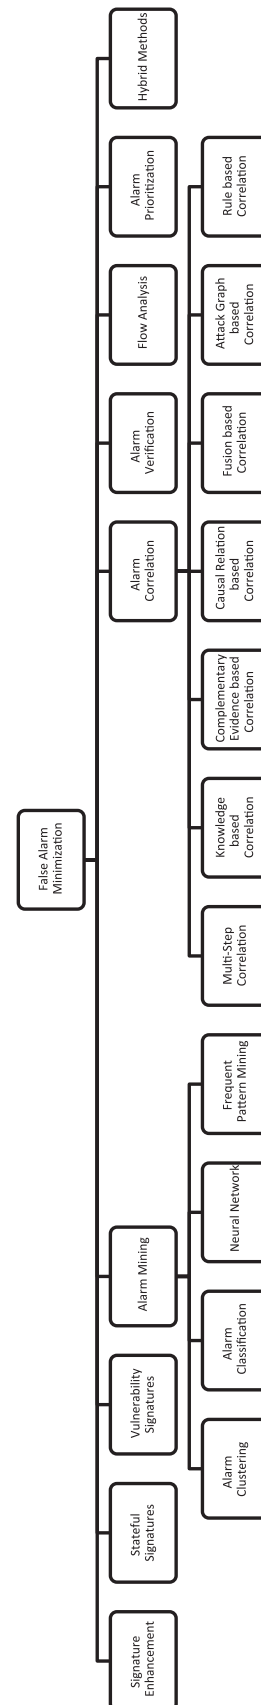 False Alarm
Minimization
Signature
Enhancement
Stateful
Signatures
Vulnerability
Signatures
Alarm Mining
Alarm
Correlation
Alarm
Verification
Flow Analysis
Alarm
Prioritization
Hybrid Methods
Alarm
Clustering
Alarm
Classification
Neural Network
Frequent
Pattern Mining
Multi-Step
Correlation
Knowledge
based
Correlation
Complementary
Evidence based
Correlation
Causal Relation
based
Correlation
Fusion based
Correlation
Attack Graph
based
Correlation
Rule based
Correlation